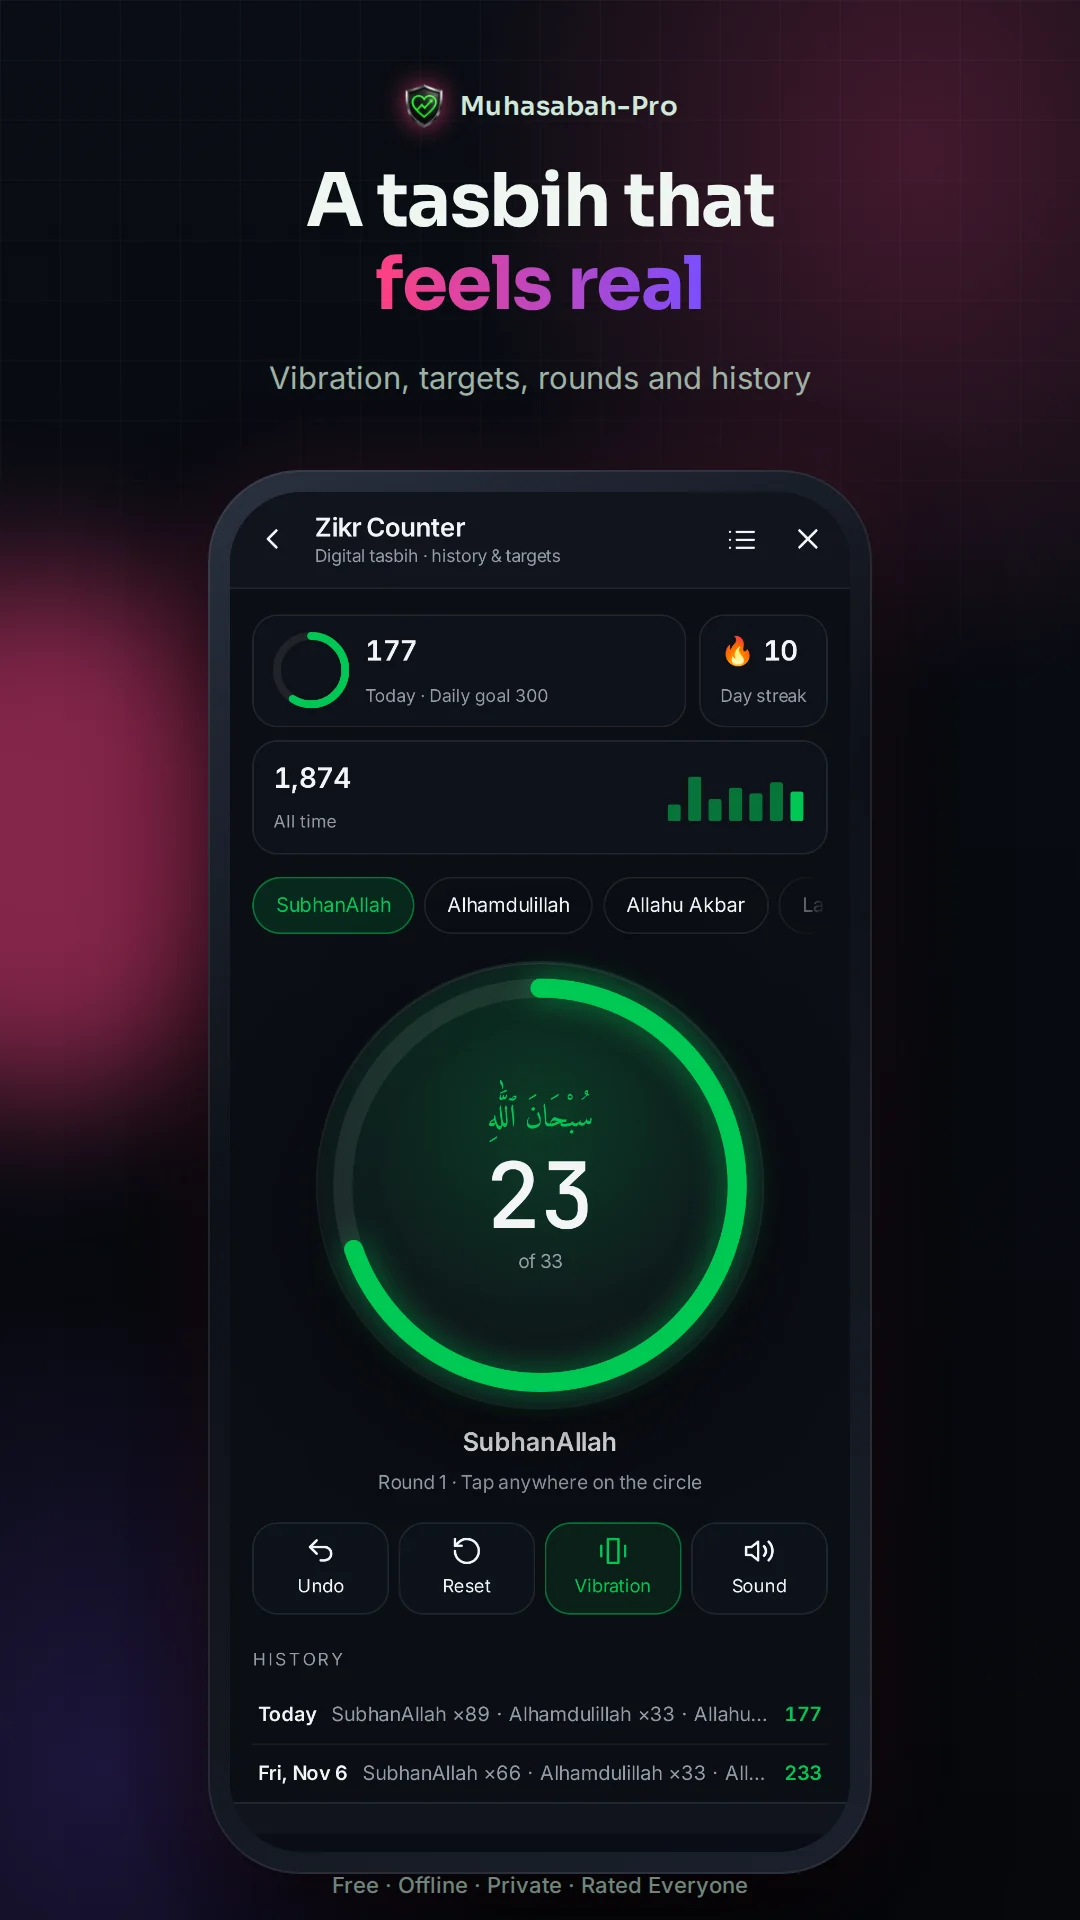 Muhasabah-Pro
A tasbih that
feels real
Vibration, targets, rounds and history
Zikr Counter
Digital tasbih · history & targets
177
Today · Daily goal 300
🔥 10
Day streak
1,874
All time
SubhanAllah Alhamdulillah Allahu Akbar La
سُبْحَانَ ٱللَّٰهِ
23
of 33
SubhanAllah
Round 1 · Tap anywhere on the circle
Undo Reset Vibration Sound
HISTORY
Today SubhanAllah ×89 · Alhamdulillah ×33 · Allahu... 177
Fri, Nov 6 SubhanAllah ×66 · Alhamdulillah ×33 · All... 233
Free · Offline · Private · Rated Everyone